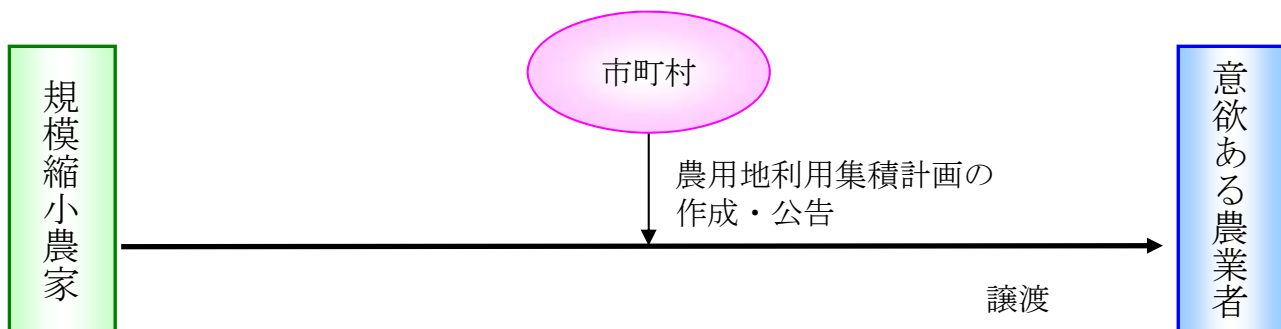 市町村
規模縮小農家
農用地利用集積計画の
作成・公告
譲渡
意欲ある農業者